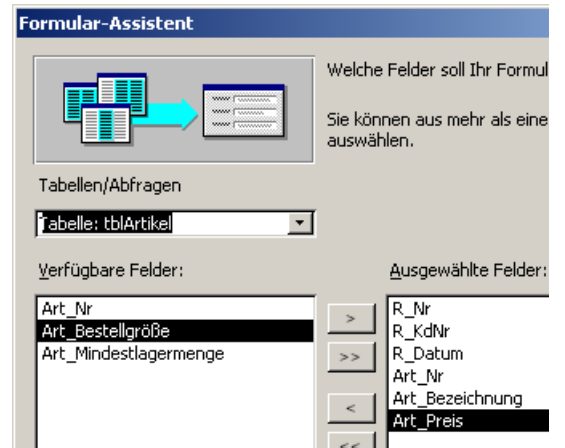 Formular-Assistent
Welche Felder soll Ihr Formul
Sie können aus mehr als eine
auswählen.
Tabellen/Abfragen
Tabelle: tblArtikel
Verfügbare Felder:
Ausgewählte Felder:
Art_Nr
Art_Bestellgröße
Art_Mindestlagermenge
>
>>
<
<<
R_Nr
R_KdNr
R_Datum
Art_Nr
Art_Bezeichnung
Art_Preis